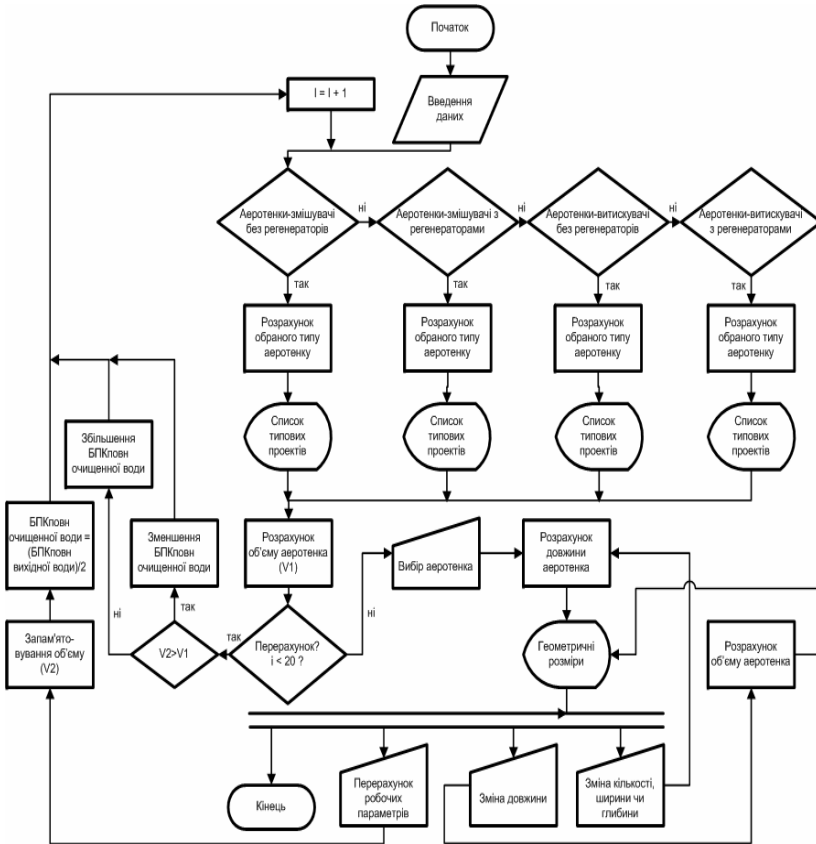 Початок
I = I + 1
Введення
даних
Аеротенки-змішувачі
без регенераторів
ні
Аеротенки-змішувачі з
регенераторами
ні
Аеротенки-витискувачі
без регенераторів
ні
Аеротенки-витискувачі
з регенераторами
так
так
так
так
Розрахунок
обраного типу
аеротенку
Розрахунок
обраного типу
аеротенку
Розрахунок
обраного типу
аеротенку
Розрахунок
обраного типу
аеротенку
Список
типових
проектів
Список
типових
проектів
Список
типових
проектів
Список
типових
проектів
Збільшення
БПКповн
очищенної води
БПКповн
очищенної води =
(БПКповн
вихідної води)/2
Зменшення
БПКповн
очищенної води
Розрахунок
об'єму аеротенка
(V1)
Вибір аеротенка
Розрахунок
довжини
аеротенка
ні
так
ні
Запам'ято-
вування об'єму
(V2)
V2>V1
так
Перерахунок?
i < 20 ?
Геометричні
розміри
Розрахунок
об'єму аеротенка
Кінець
Перерахунок
робочих
параметрів
Зміна довжини
Зміна кількості,
ширини чи
глибини